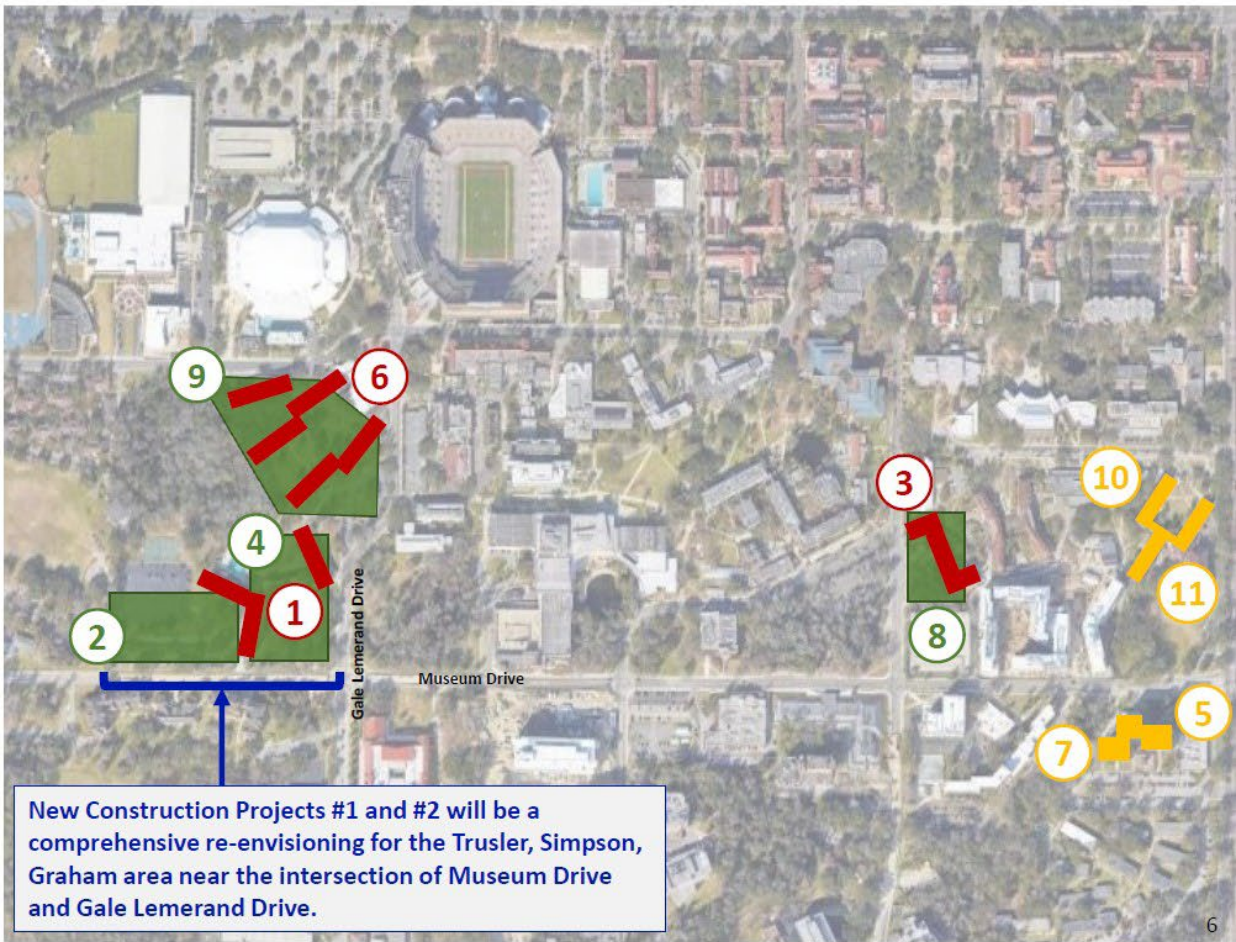 9
6
3
10
4
11
1
2
8
Gale Lemerand Drive
Museum Drive
5
7
New Construction Projects #1 and #2 will be a
comprehensive re-envisioning for the Trusler, Simpson,
Graham area near the intersection of Museum Drive
and Gale Lemerand Drive.
6